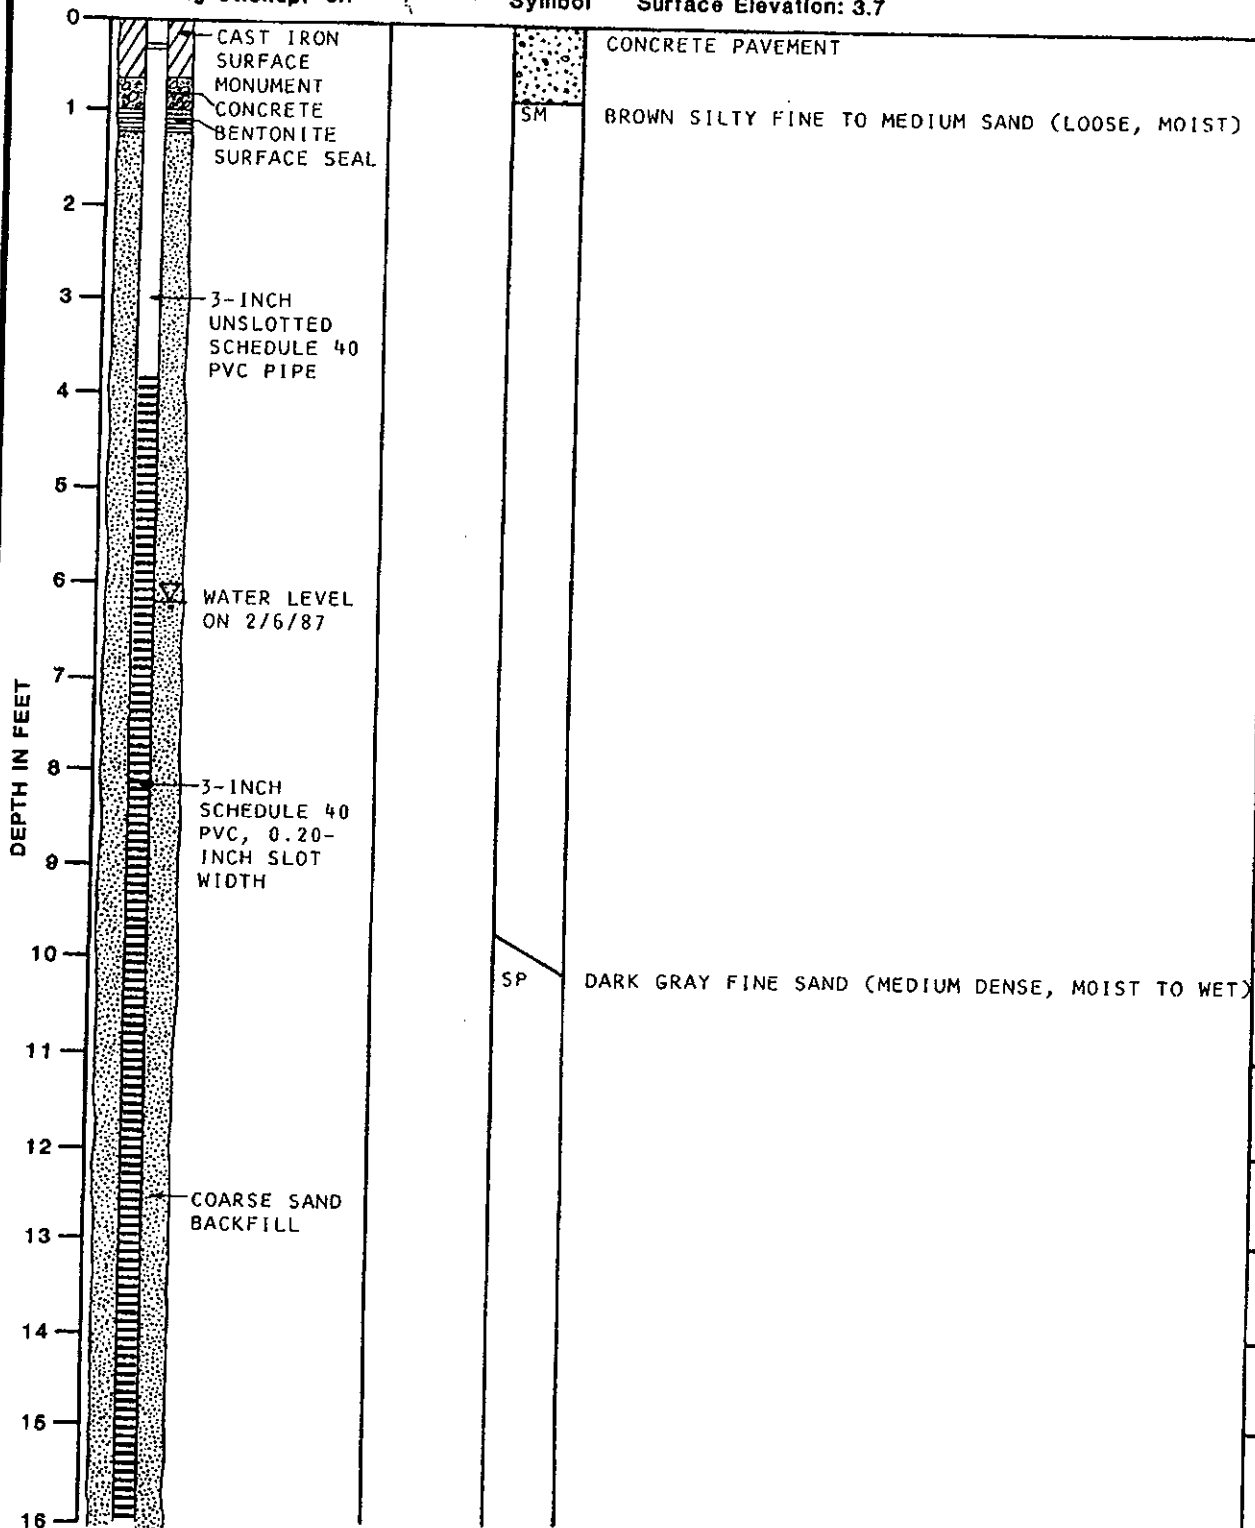 Symbol Surface Elevation: 3.7
0
CAST IRON
SURFACE
MONUMENT
CONCRETE
BENTONITE
SURFACE SEAL
CONCRETE PAVEMENT
1
SM
BROWN SILTY FINE TO MEDIUM SAND (LOOSE, MOIST)
2
3
3-INCH
UNSLOTTED
SCHEDULE 40
PVC PIPE
4
5
6
WATER LEVEL
ON 2/6/87
7
DEPTH IN FEET
8
3-INCH
SCHEDULE 40
PVC, 0.20-
INCH SLOT
WIDTH
9
10
SP
DARK GRAY FINE SAND (MEDIUM DENSE, MOIST TO WET)
11
12
COARSE SAND
BACKFILL
13
14
15
16